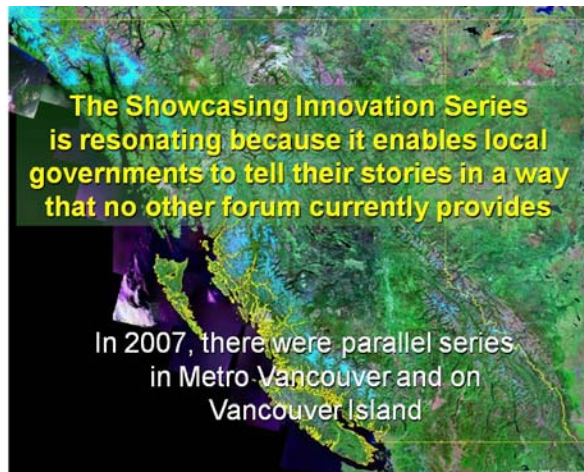 The Showcasing Innovation Series
is resonating because it enables local
governments to tell their stories in a way
that no other forum currently provides
In 2007, there were parallel series
in Metro Vancouver and on
Vancouver Island